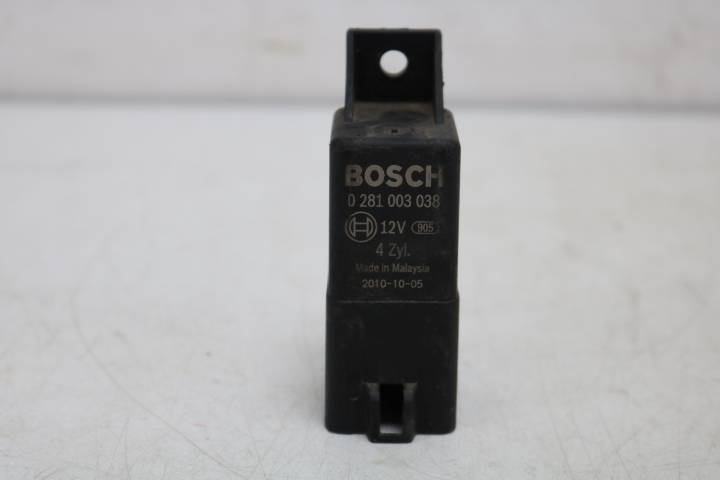 BOSCH
0 281 003 038
12V 905
4 Zyl.
Made in Malaysia
2010-10-05